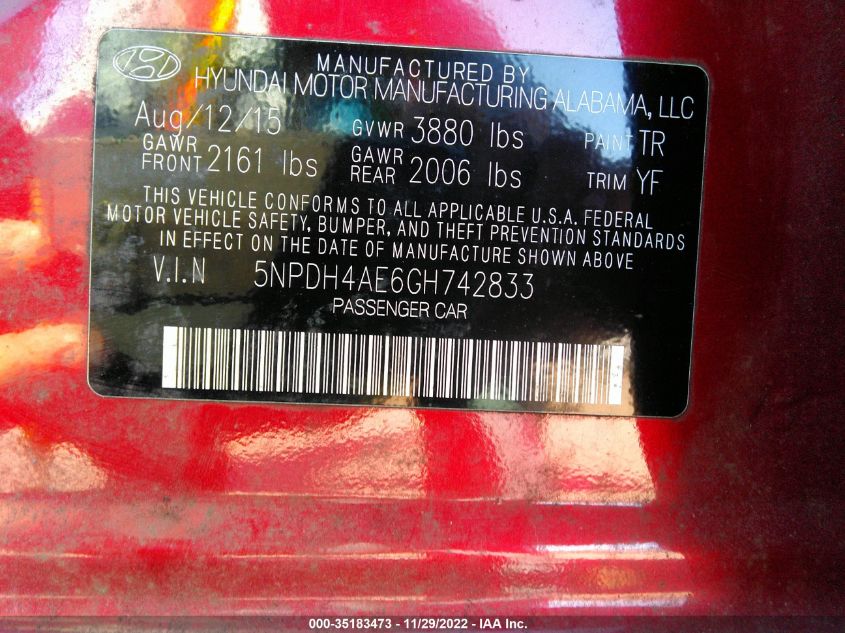 MANUFACTURED BY
HYUNDAI MOTOR MANUFACTURING ALABAMA, LLC
Aug/12/15 GVWR 3880 lbs PAINT TR
GAWR FRONT 2161 lbs GAWR REAR 2006 lbs TRIM YF
THIS VEHICLE CONFORMS TO ALL APPLICABLE U.S.A. FEDERAL
MOTOR VEHICLE SAFETY, BUMPER, AND THEFT PREVENTION STANDARDS
IN EFFECT ON THE DATE OF MANUFACTURE SHOWN ABOVE
V.I.N 5NPDH4AE6GH742833
PASSENGER CAR
000-35183473 - 11/29/2022 - IAA Inc.